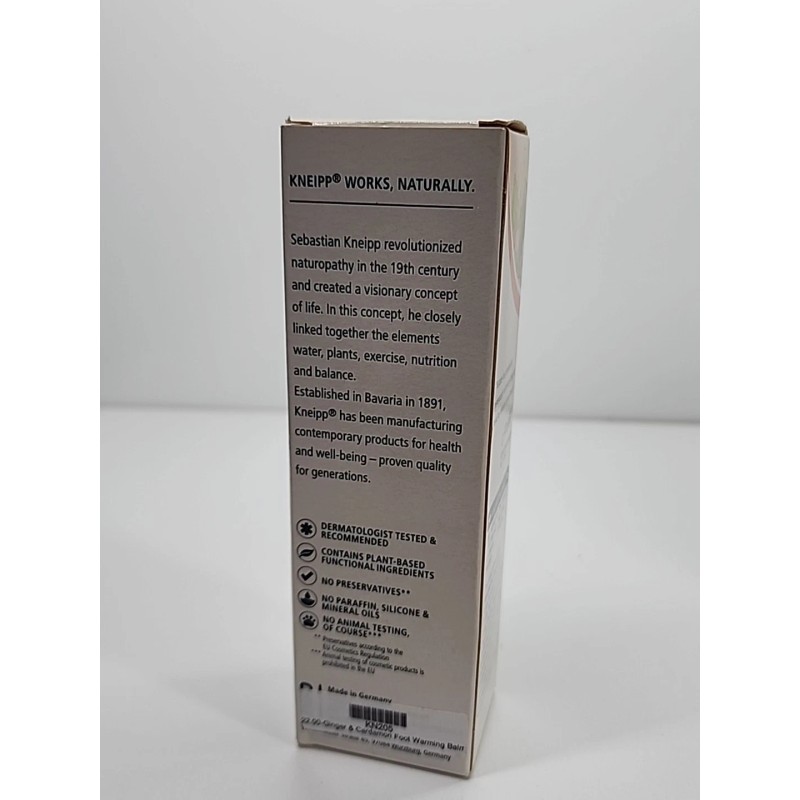 KNEIPP® WORKS, NATURALLY.
Sebastian Kneipp revolutionized
naturopathy in the 19th century
and created a visionary concept
of life. In this concept, he closely
linked together the elements
water, plants, exercise, nutrition
and balance.
Established in Bavaria in 1891,
Kneipp® has been manufacturing
contemporary products for health
and well-being – proven quality
for generations.
DERMATOLOGIST TESTED &
RECOMMENDED
CONTAINS PLANT-BASED
FUNCTIONAL INGREDIENTS
NO PRESERVATIVES**
NO PARAFFIN, SILICONE &
MINERAL OILS
NO ANIMAL TESTING,
OF COURSE***
** Preservatives according to the
EU Cosmetics Regulation
*** Animal testing of cosmetic products is
prohibited in the EU
Made in Germany
KN205
Ginger & Cardamon Foot Warming Balm
Germany